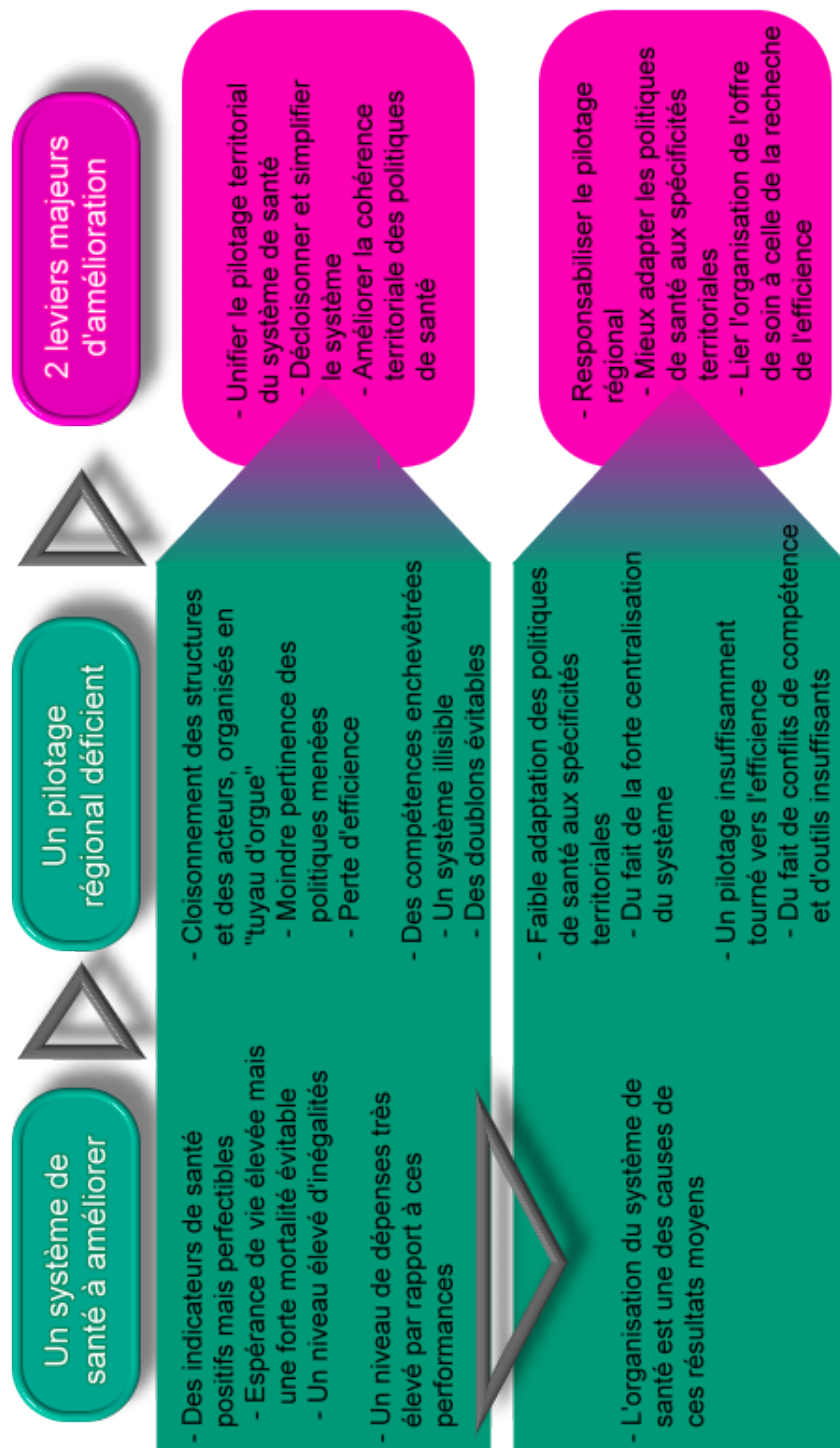 Un système de
santé à améliorer
Un pilotage
régional déficient
2 leviers majeurs
d'amélioration
- Des indicateurs de santé
positifs mais perfectibles
- Espérance de vie élevée mais
une forte mortalité évitable
- Un niveau élevé d'inégalités
- Un niveau de dépenses très
élevé par rapport à ces
performances
- Cloisonnement des structures
et des acteurs, organisés en
"tuyau d'orgue"
- Moindre pertinence des
politiques menées
- Perte d'efficience
- Des compétences enchevêtrées
- Un système illisible
- Des doublons évitables
- Unifier le pilotage territorial
du système de santé
- Décloisonner et simplifier
le système
- Améliorer la cohérence
territoriale des politiques
de santé
- L'organisation du système de
santé est une des causes de
ces résultats moyens
- Faible adaptation des politiques
de santé aux spécificités
territoriales
- Du fait de la forte centralisation
du système
- Un pilotage insuffisamment
tourné vers l'efficience
- Du fait de conflits de compétence
et d'outils insuffisants
- Responsabiliser le pilotage
régional
- Mieux adapter les politiques
de santé aux spécificités
territoriales
- Lier l'organisation de l'offre
de soin à celle de la recheche
de l'efficience